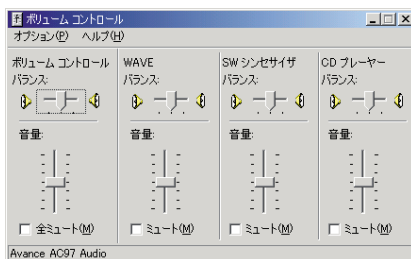 ボリューム コントロール
オプション(P) ヘルプ(H)
ボリューム コントロール WAVE SW シンセサイザ CD プレーヤー
バランス: バランス: バランス: バランス:
音量: 音量: 音量: 音量:
全ミュート(M) ミュート(M) ミュート(M) ミュート(M)
Avance AC97 Audio